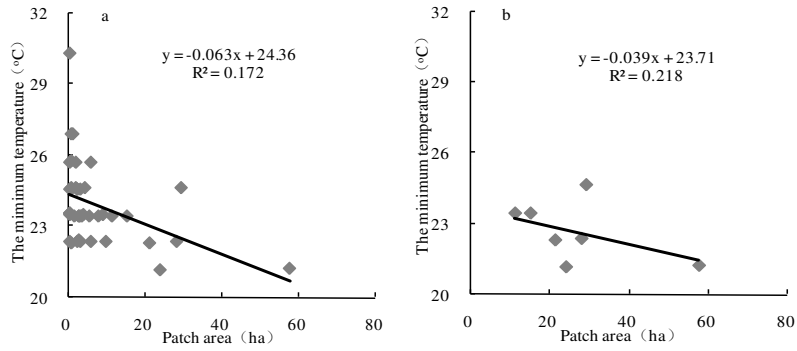 a
y = -0.063x + 24.36
R² = 0.172
The mimimum temperature（°C）
32
29
26
23
20
0 20 40 60 80
Patch area（ha）
b
y = -0.039x + 23.71
R² = 0.218
The minimum temperature（°C）
32
29
26
23
20
0 20 40 60 80
Patch area（ha）